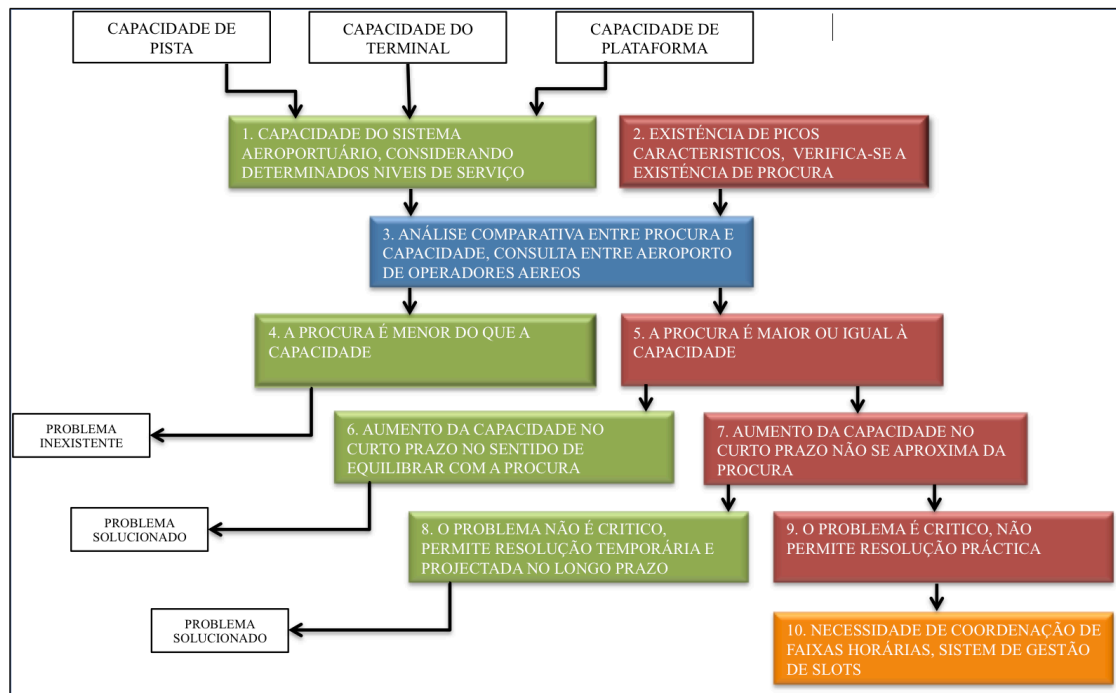 CAPACIDADE DE
PISTA
CAPACIDADE DO
TERMINAL
CAPACIDADE DE
PLATAFORMA
1. CAPACIDADE DO SISTEMA
AEROPORTUÁRIO, CONSIDERANDO
DETERMINADOS NIVEIS DE SERVIÇO
2. EXISTÉNCIA DE PICOS
CARACTERISTICOS, VERIFICA-SE A
EXISTÉNCIA DE PROCURA
3. ANÁLISE COMPARATIVA ENTRE PROCURA E
CAPACIDADE, CONSULTA ENTRE AEROPORTO
DE OPERADORES AEREOS
4. A PROCURA É MENOR DO QUE A
CAPACIDADE
5. A PROCURA É MAIOR OU IGUAL À
CAPACIDADE
PROBLEMA
INEXISTENTE
6. AUMENTO DA CAPACIDADE NO
CURTO PRAZO NO SENTIDO DE
EQUILIBRAR COM A PROCURA
7. AUMENTO DA CAPACIDADE NO
CURTO PRAZO NÃO SE APROXIMA DA
PROCURA
PROBLEMA
SOLUCIONADO
8. O PROBLEMA NÃO É CRITICO,
PERMITE RESOLUÇÃO TEMPORÁRIA E
PROJECTADA NO LONGO PRAZO
9. O PROBLEMA É CRITICO, NÃO
PERMITE RESOLUÇÃO PRÁCTICA
PROBLEMA
SOLUCIONADO
10. NECESSIDADE DE COORDENAÇÃO DE
FAIXAS HORÁRIAS, SISTEM DE GESTÃO
DE SLOTS